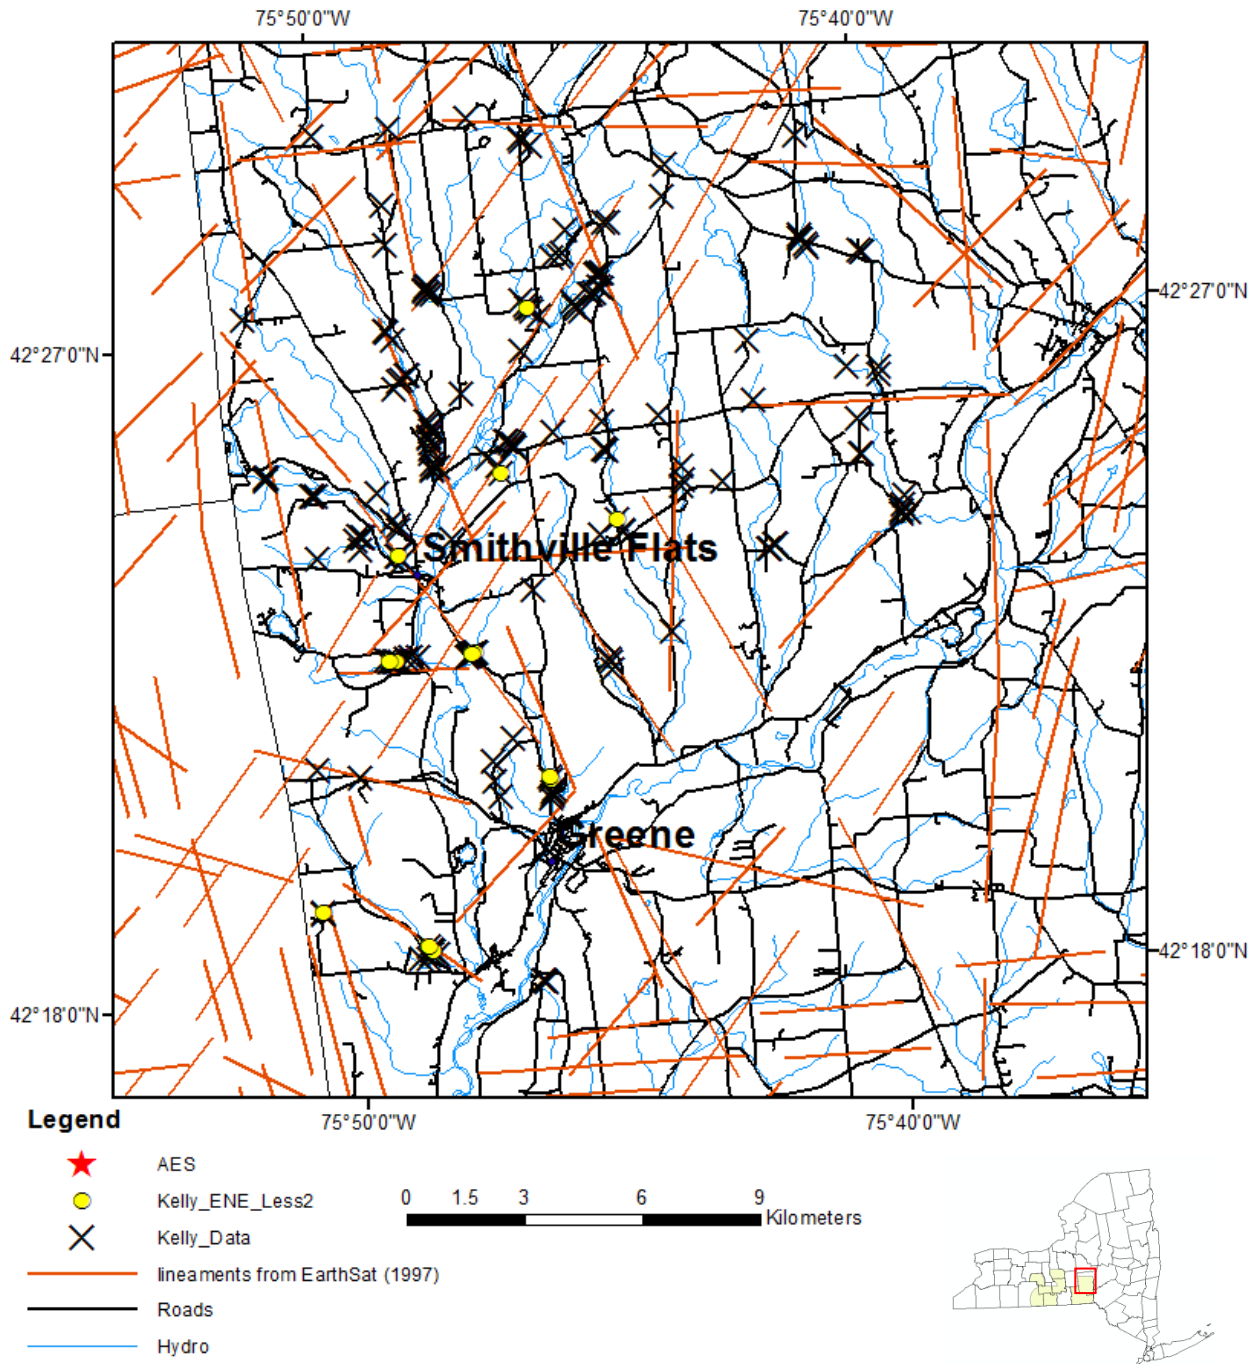 75°50'0"W
75°40'0"W
42°27'0"N
42°27'0"N
Smithville Flats
Greene
42°18'0"N
42°18'0"N
75°50'0"W
75°40'0"W
Legend
AES
Kelly_ENE_Less2
Kelly_Data
lineaments from EarthSat (1997)
Roads
Hydro
0 1.5 3 6 9
Kilometers